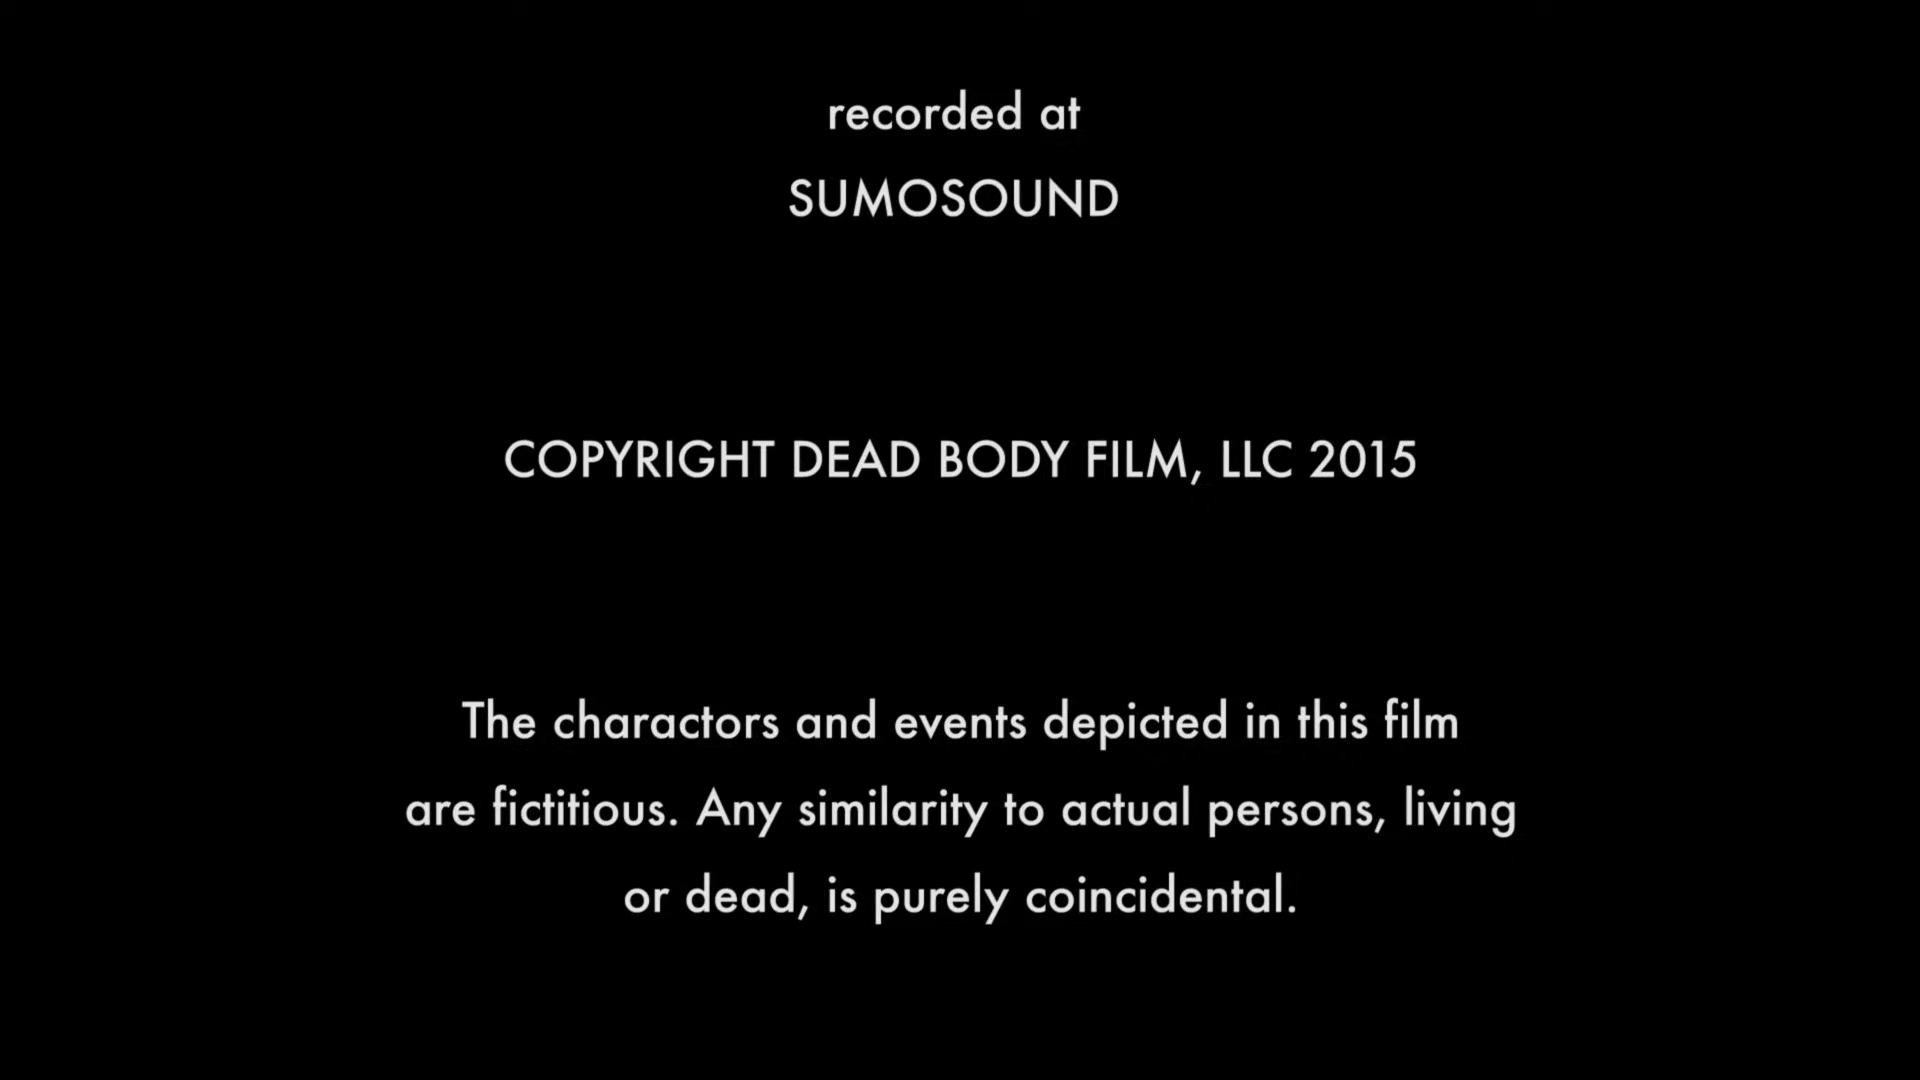 recorded at
SUMOSOUND
COPYRIGHT DEAD BODY FILM, LLC 2015
The charactors and events depicted in this film
are fictitious. Any similarity to actual persons, living
or dead, is purely coincidental.